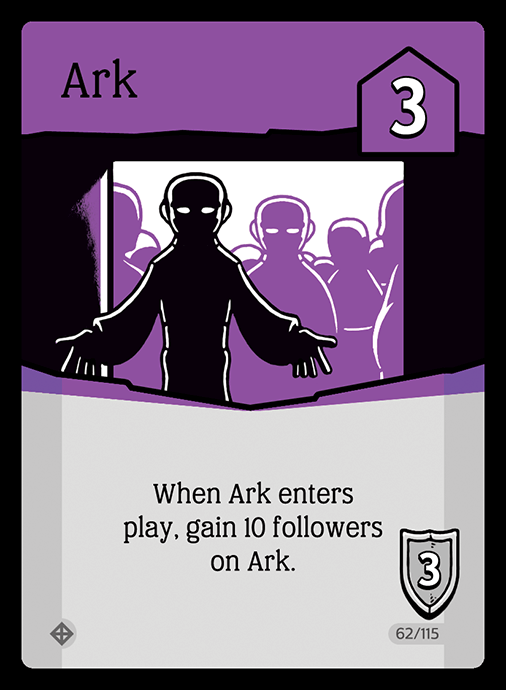 Ark
3
When Ark enters
play, gain 10 followers
on Ark.
3
62/115